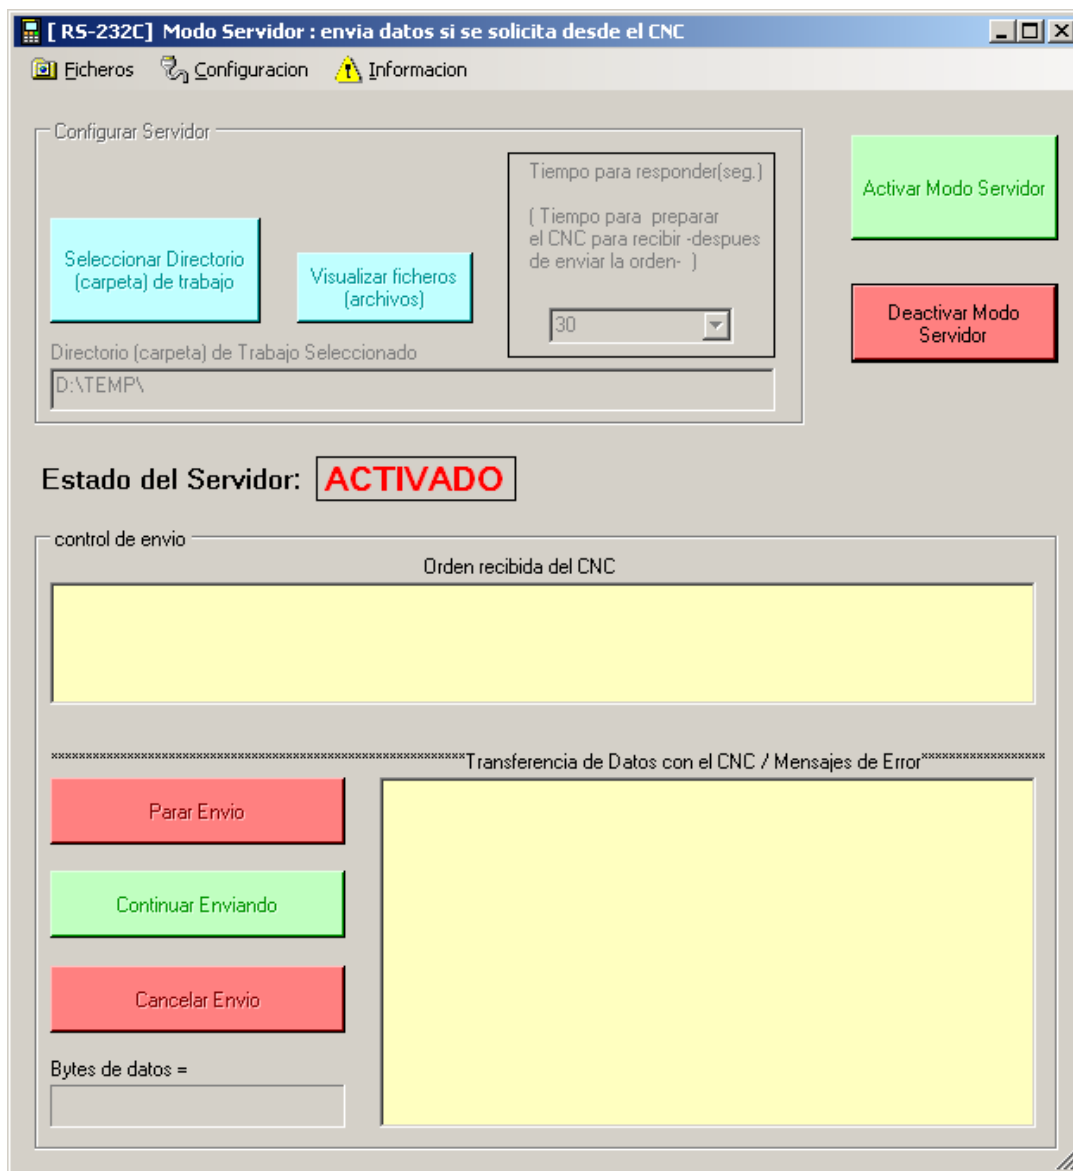 [ RS-232C] Modo Servidor : envia datos si se solicita desde el CNC
Ficheros Configuracion Informacion
Configurar Servidor
Tiempo para responder(seg.)
( Tiempo para preparar
el CNC para recibir -despues
de enviar la orden- )
30
Seleccionar Directorio
(carpeta) de trabajo
Visualizar ficheros
(archivos)
Directorio (carpeta) de Trabajo Seleccionado
D:\TEMP\
Activar Modo Servidor
Deactivar Modo
Servidor
Estado del Servidor: ACTIVADO
control de envio
Orden recibida del CNC
Transferencia de Datos con el CNC / Mensajes de Error
Parar Envio
Continuar Enviando
Cancelar Envio
Bytes de datos =